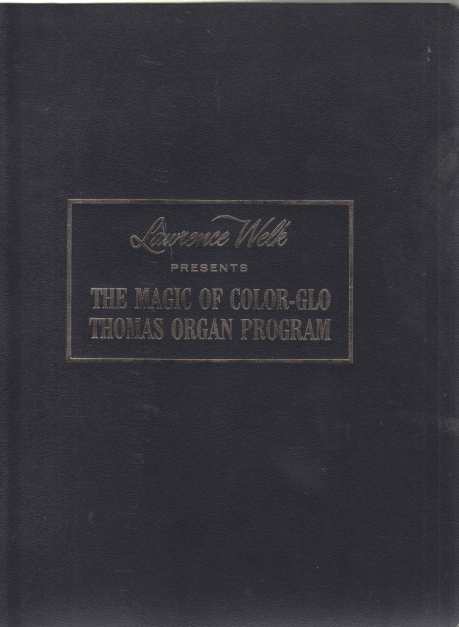 Lawrence Welk
PRESENTS
THE MAGIC OF COLOR-GLO
THOMAS ORGAN PROGRAM